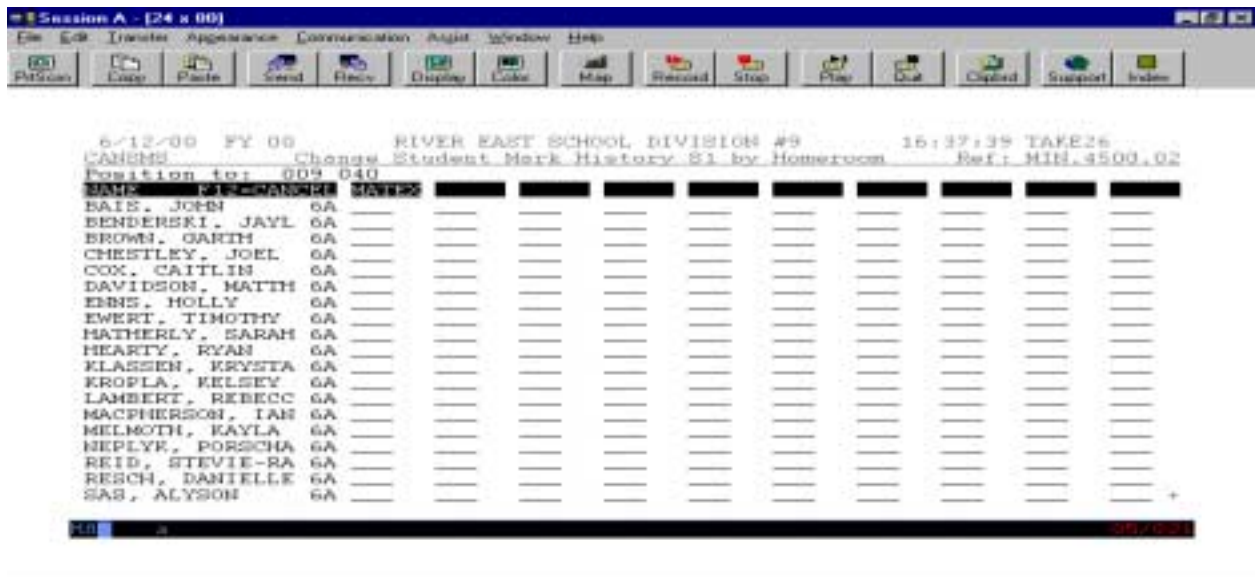 Session A - [24 x 80]
File Edit Transfer Appearance Communication Assist Window Help
PrtScrn Copy Paste Send Recv Display Color Map Record Stop Play Quit Clipbrd Support Index
6/12/00 FY 00 RIVER EAST SCHOOL DIVISION #9 16:37:39 TAKE26
CANSMS Change Student Mark History S1 by Homeroom Ref: MIN.4500.02
Position to: 009 040
NAME F12=CANCEL MATEX
BAIS, JOHN 6A
BENDERSKI, JAYL 6A
BROWN, GARTH 6A
CHESTLEY, JOEL 6A
COX, CAITLIN 6A
DAVIDSON, MATTH 6A
ENNS, HOLLY 6A
EWERT, TIMOTHY 6A
HATHERLY, SARAH 6A
HEARTY, RYAN 6A
KLASSEN, KRYSTA 6A
KROPLA, KELSEY 6A
LAMBERT, REBECC 6A
MACPHERSON, IAN 6A
MELMOTH, KAYLA 6A
NEPLYK, PORSCHA 6A
REID, STEVIE-RA 6A
RESCH, DANIELLE 6A
SAS, ALYSON 6A +
a 05/021